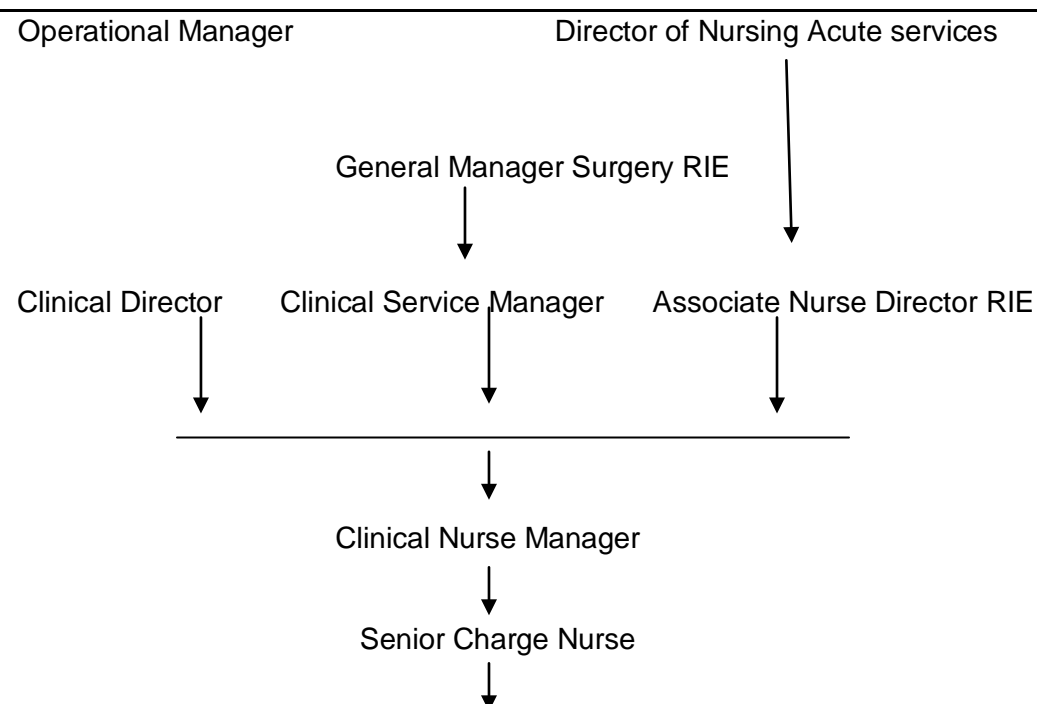 Operational Manager Director of Nursing Acute services
General Manager Surgery RIE
Clinical Director Clinical Service Manager Associate Nurse Director RIE
Clinical Nurse Manager
Senior Charge Nurse